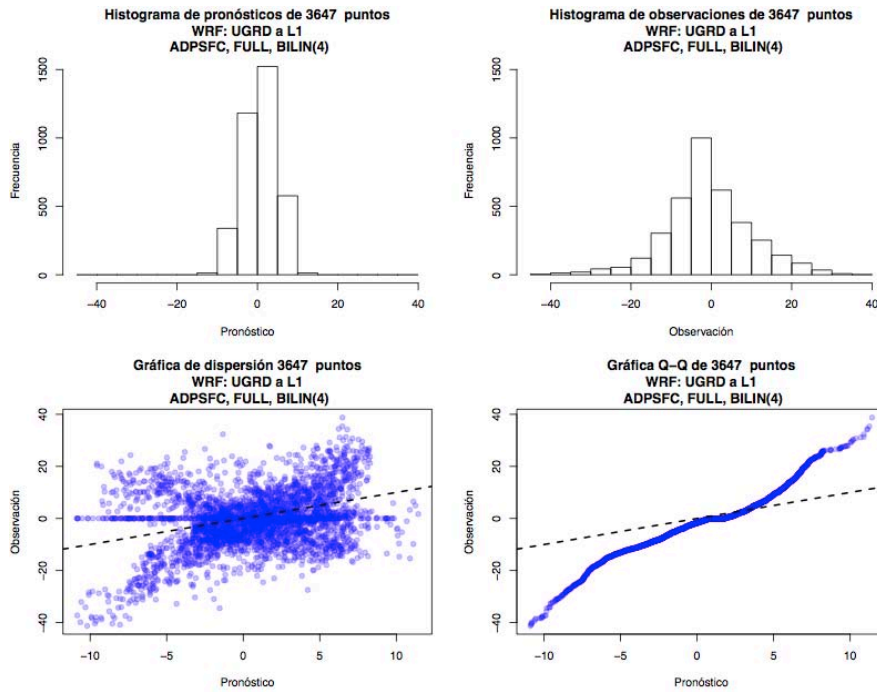 Histograma de pronósticos de 3647 puntos
WRF: UGRD a L1
ADPSFC, FULL, BILIN(4)
Frecuencia
0
500
1000
1500
−40
−20
0
20
40
Pronóstico
Histograma de observaciones de 3647 puntos
WRF: UGRD a L1
ADPSFC, FULL, BILIN(4)
Frecuencia
0
500
1000
1500
−40
−20
0
20
40
Observación
Gráfica de dispersión 3647 puntos
WRF: UGRD a L1
ADPSFC, FULL, BILIN(4)
Observación
−40
−20
0
20
40
−10
−5
0
5
10
Pronóstico
Gráfica Q−Q de 3647 puntos
WRF: UGRD a L1
ADPSFC, FULL, BILIN(4)
Observación
−40
−20
0
20
40
−10
−5
0
5
10
Pronóstico